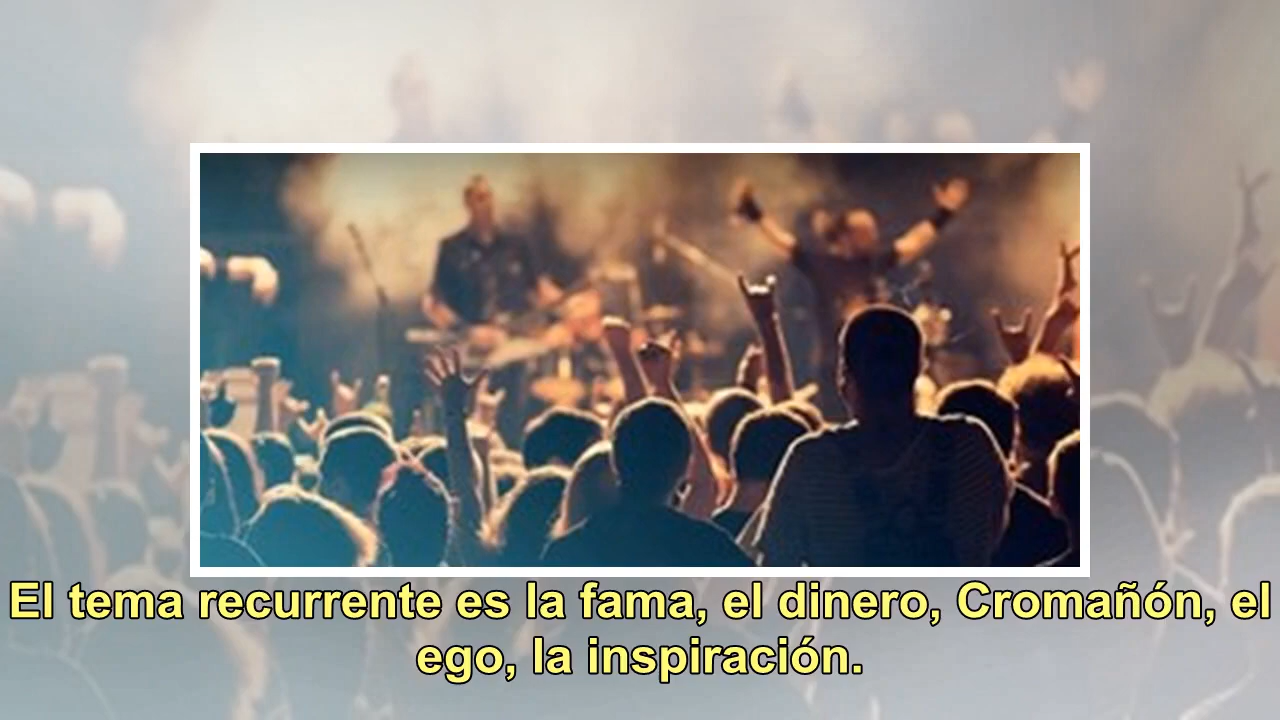 El tema recurrente es la fama, el dinero, Cromañón, el
ego, la inspiración.